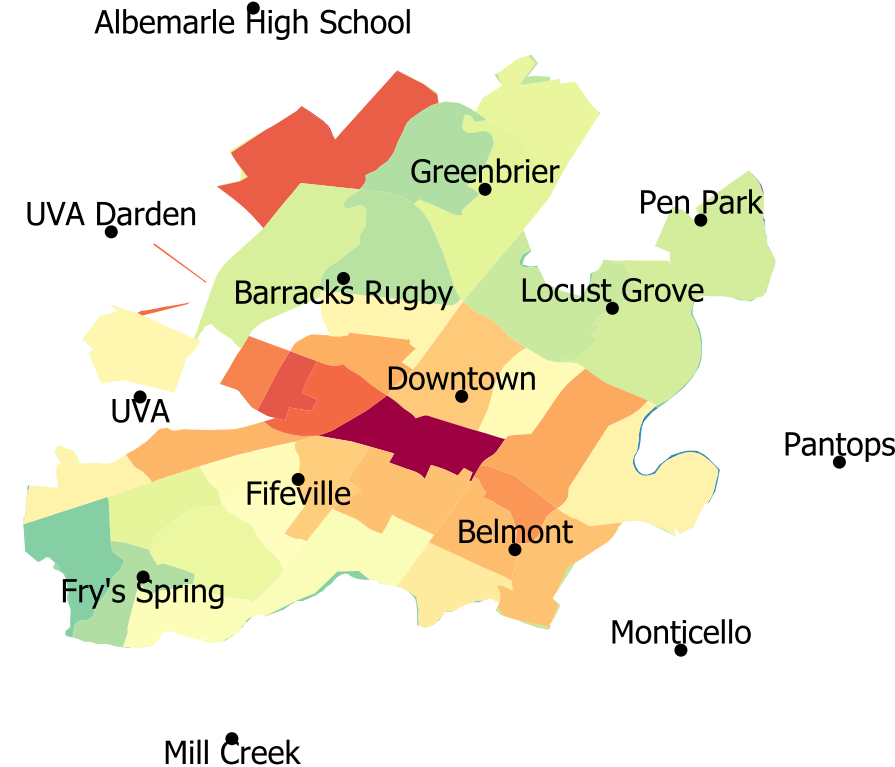 Albemarle High School
Greenbrier
UVA Darden
Pen Park
Barracks Rugby
Locust Grove
Downtown
UVA
Pantops
Fifeville
Belmont
Fry's Spring
Monticello
Mill Creek